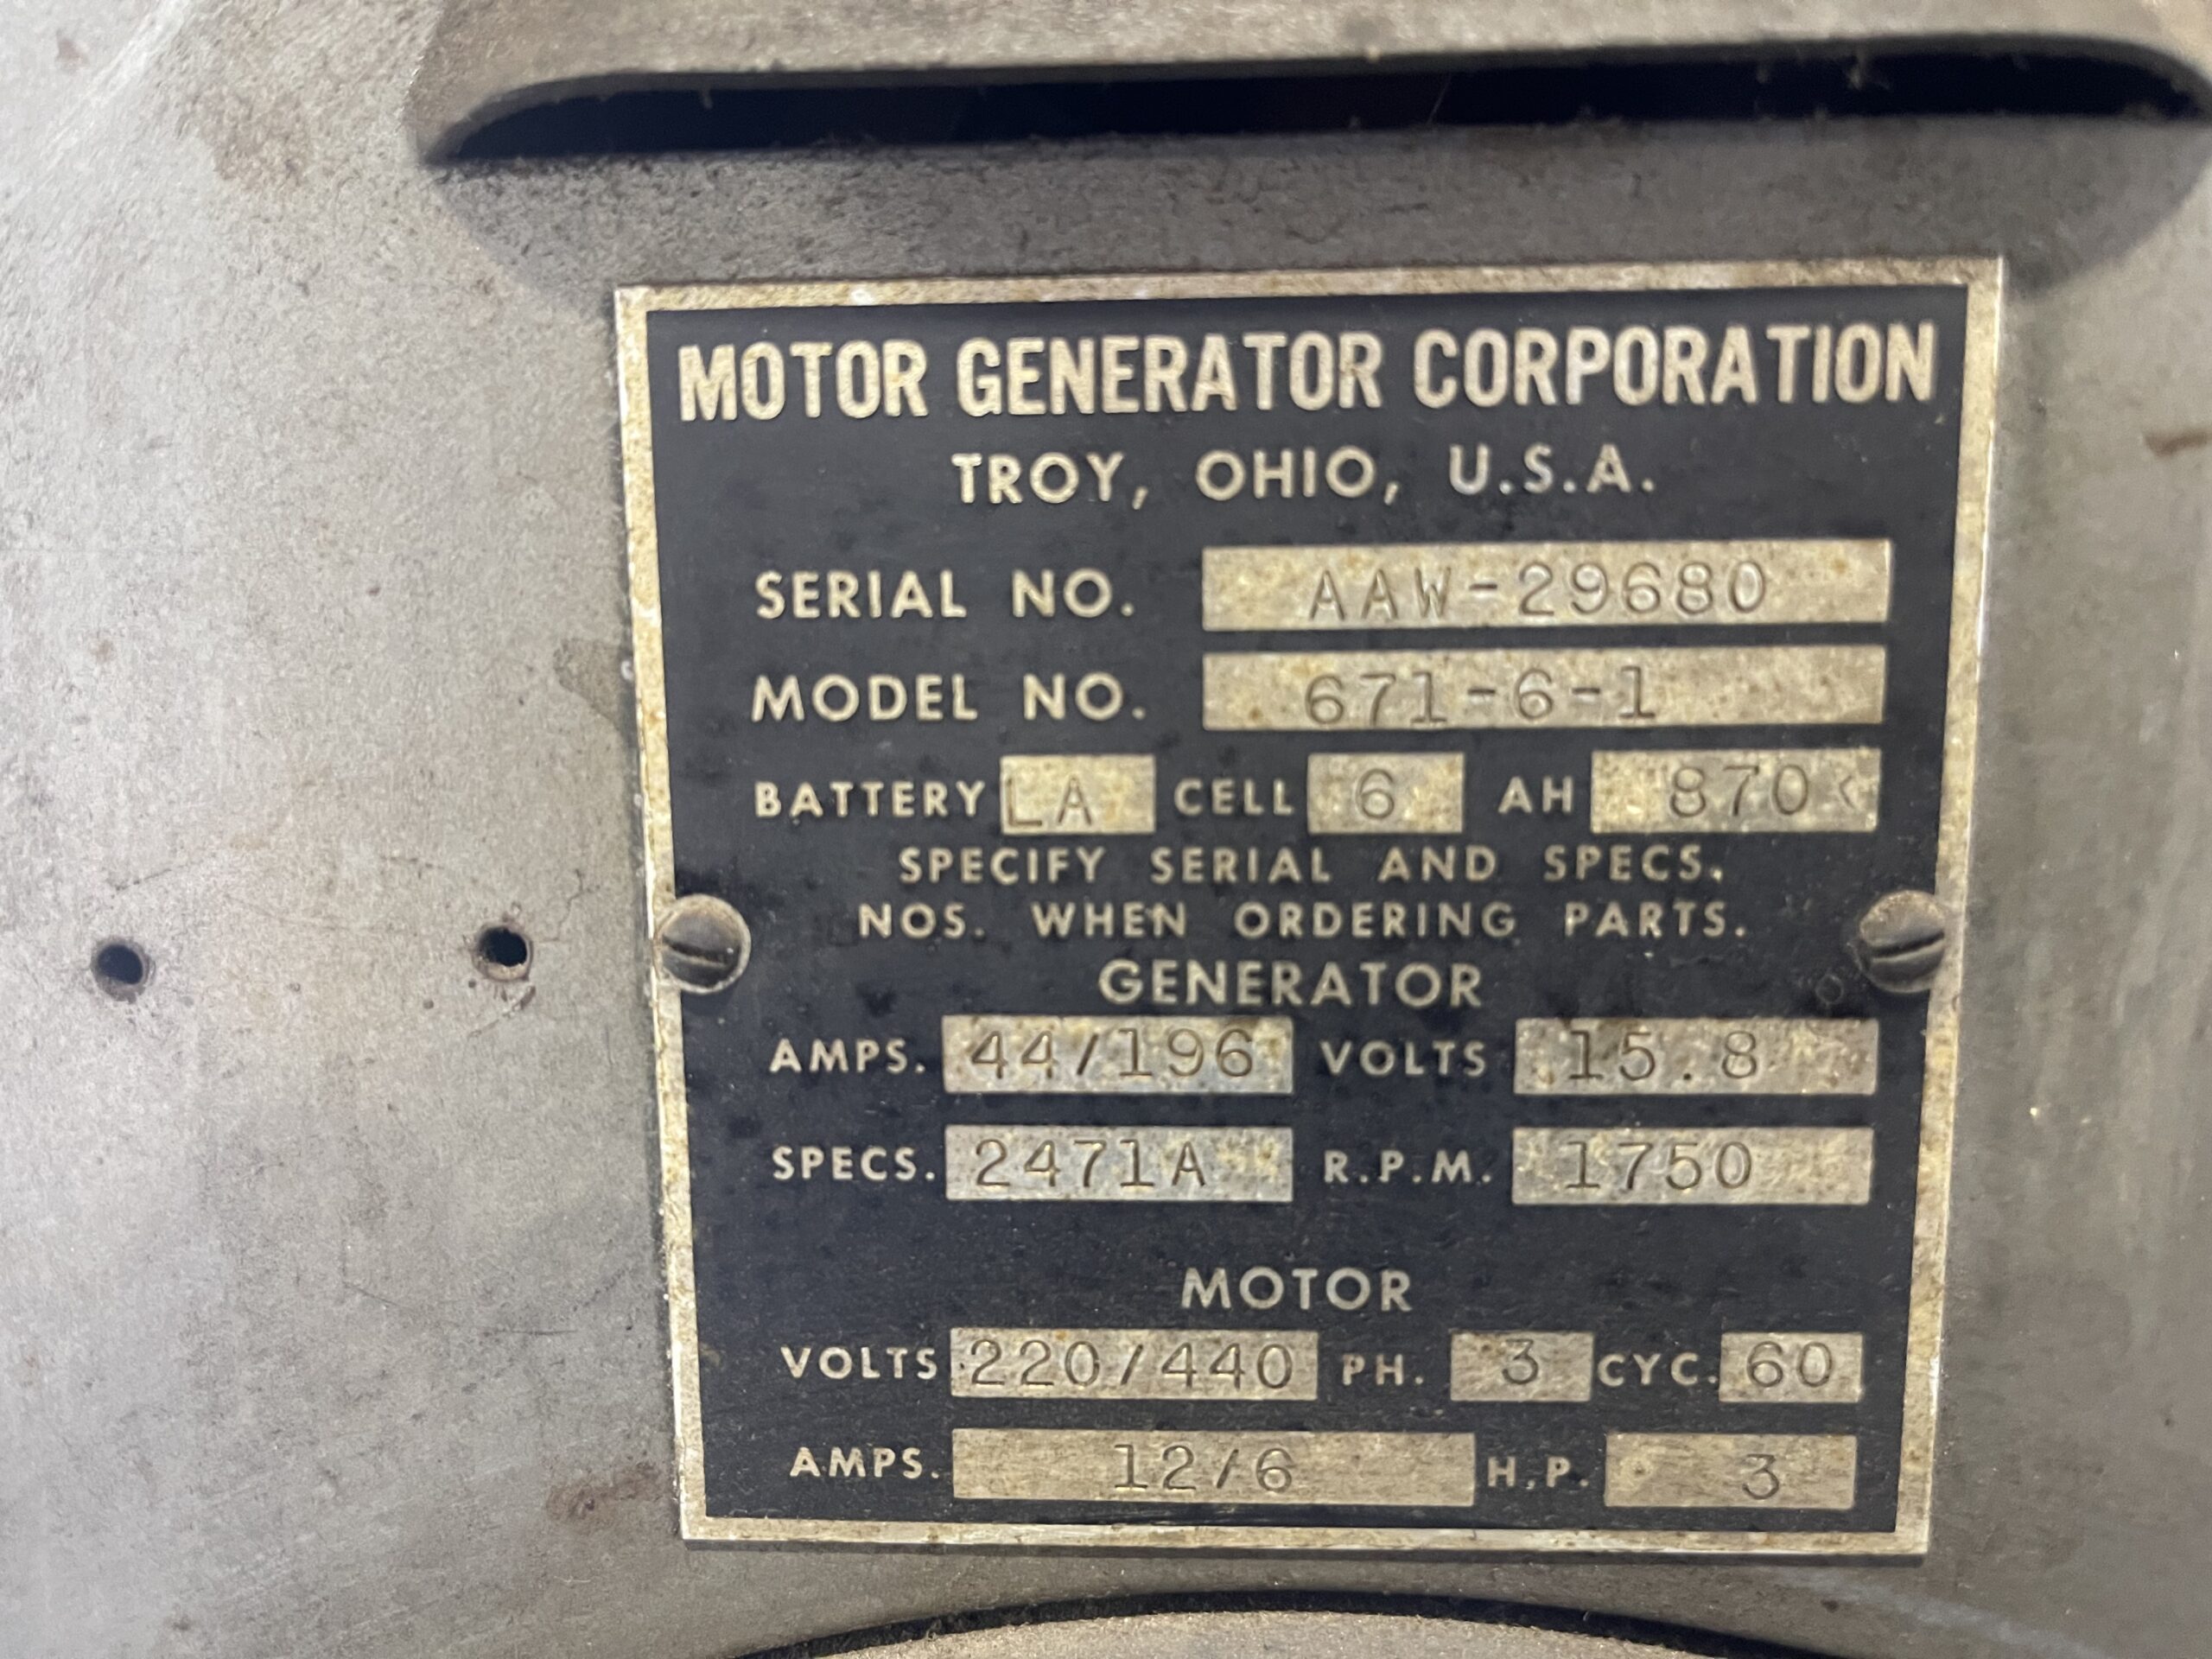 MOTOR GENERATOR CORPORATION
TROY, OHIO, U.S.A.
SERIAL NO. AAW-29680
MODEL NO. 671-6-1
BATTERY LA CELL 6 AH 870<
SPECIFY SERIAL AND SPECS.
NOS. WHEN ORDERING PARTS.
GENERATOR
AMPS. 44/196 VOLTS 15.8
SPECS. 2471A R.P.M. 1750
MOTOR
VOLTS 220/440 PH. 3 CYC. 60
AMPS. 12/6 H.P. 3